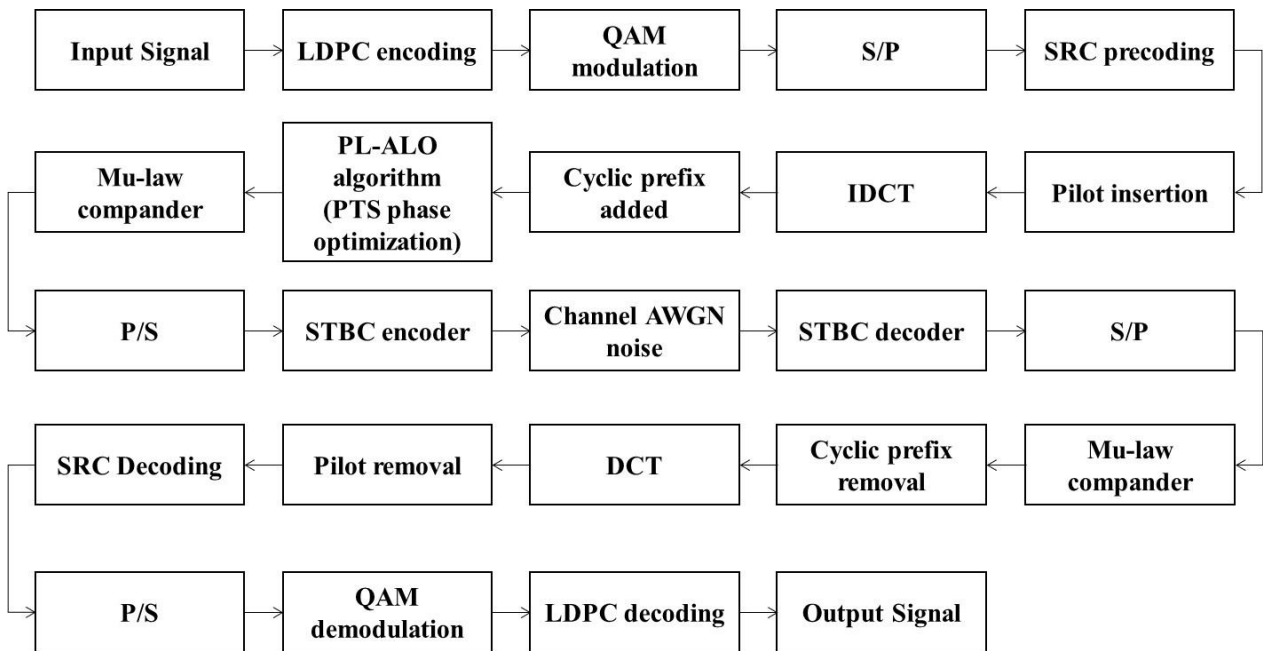 Input Signal
LDPC encoding
QAM
modulation
S/P
SRC precoding
Mu-law
compander
PL-ALO
algorithm
(PTS phase
optimization)
Cyclic prefix
added
IDCT
Pilot insertion
P/S
STBC encoder
Channel AWGN
noise
STBC decoder
S/P
SRC Decoding
Pilot removal
DCT
Cyclic prefix
removal
Mu-law
compander
P/S
QAM
demodulation
LDPC decoding
Output Signal